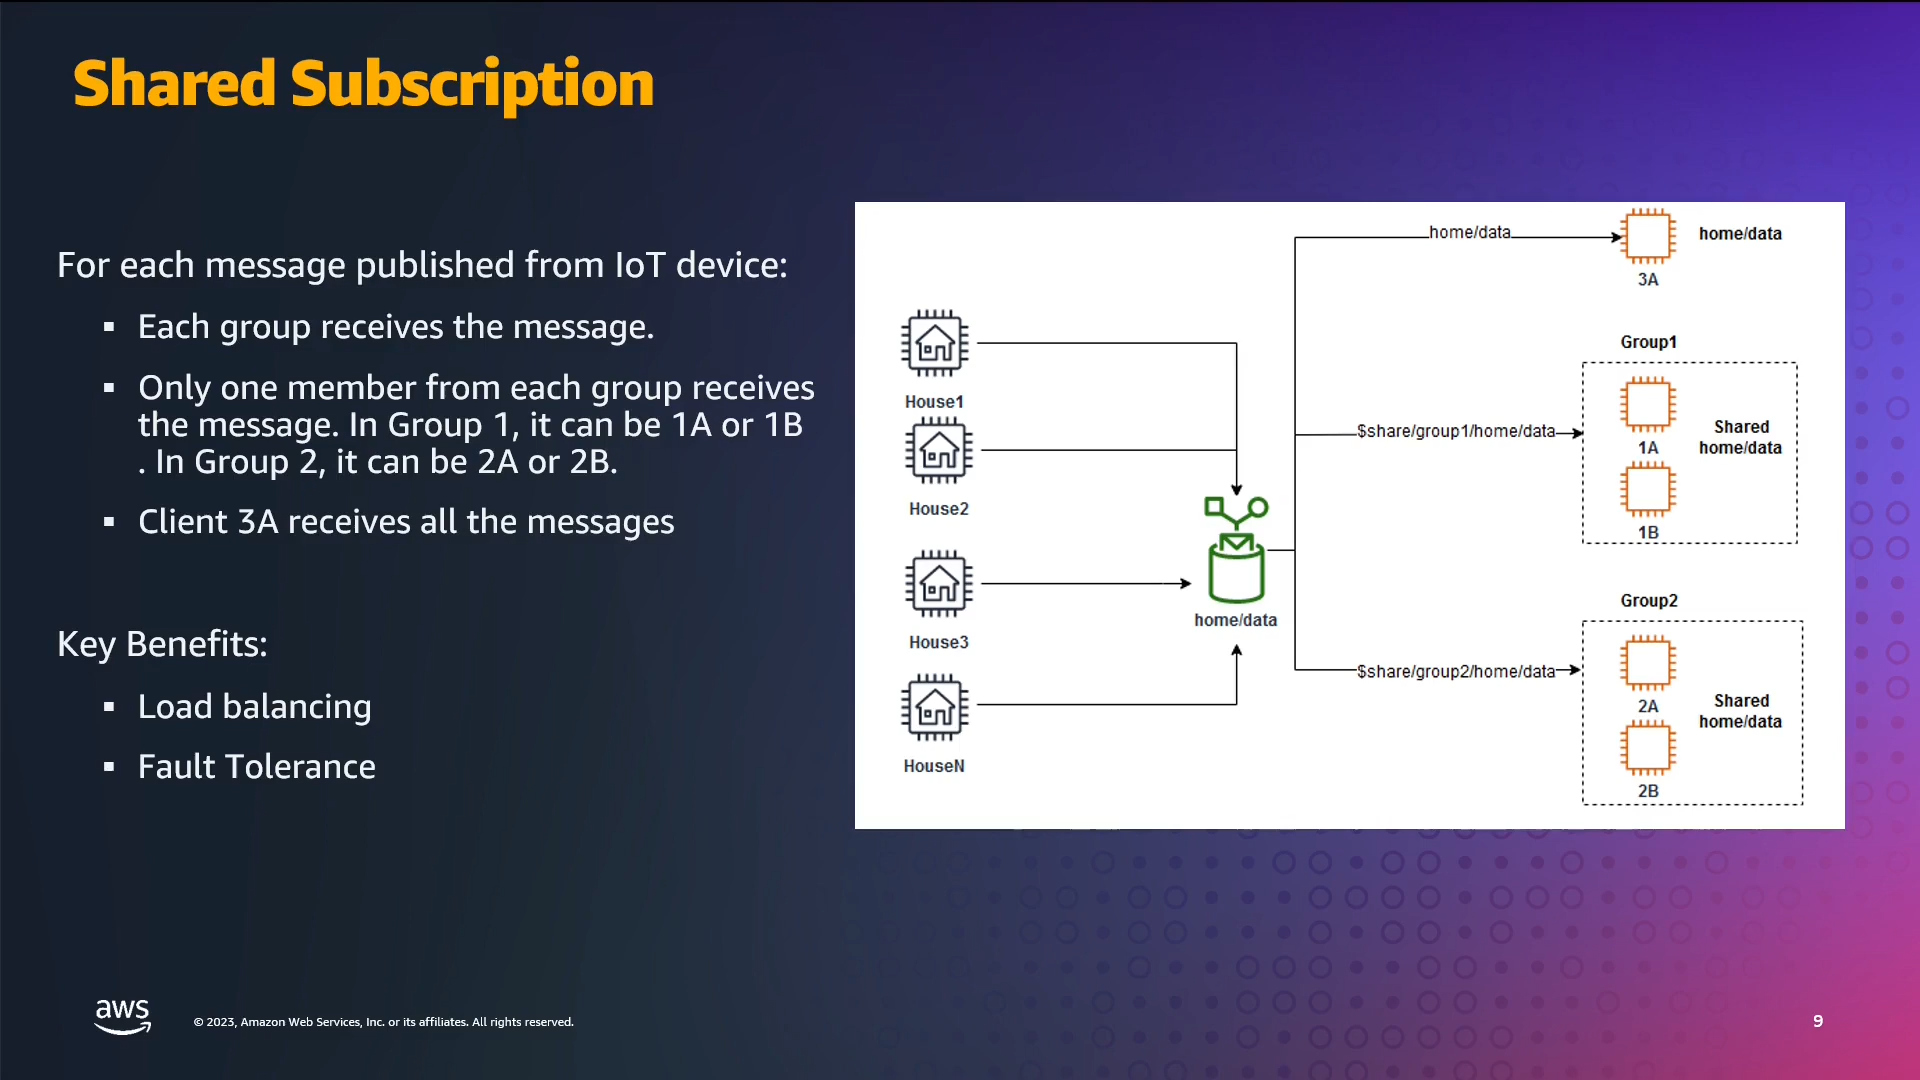 Shared Subscription
For each message published from IoT device:
▪ Each group receives the message.
▪ Only one member from each group receives
the message. In Group 1, it can be 1A or 1B
. In Group 2, it can be 2A or 2B.
▪ Client 3A receives all the messages
Key Benefits:
▪ Load balancing
▪ Fault Tolerance
House1
House2
House3
HouseN
home/data
home/data
home/data
3A
$share/group1/home/data
Group1
1A
1B
Shared
home/data
$share/group2/home/data
Group2
2A
2B
Shared
home/data
aws
© 2023, Amazon Web Services, Inc. or its affiliates. All rights reserved.
9